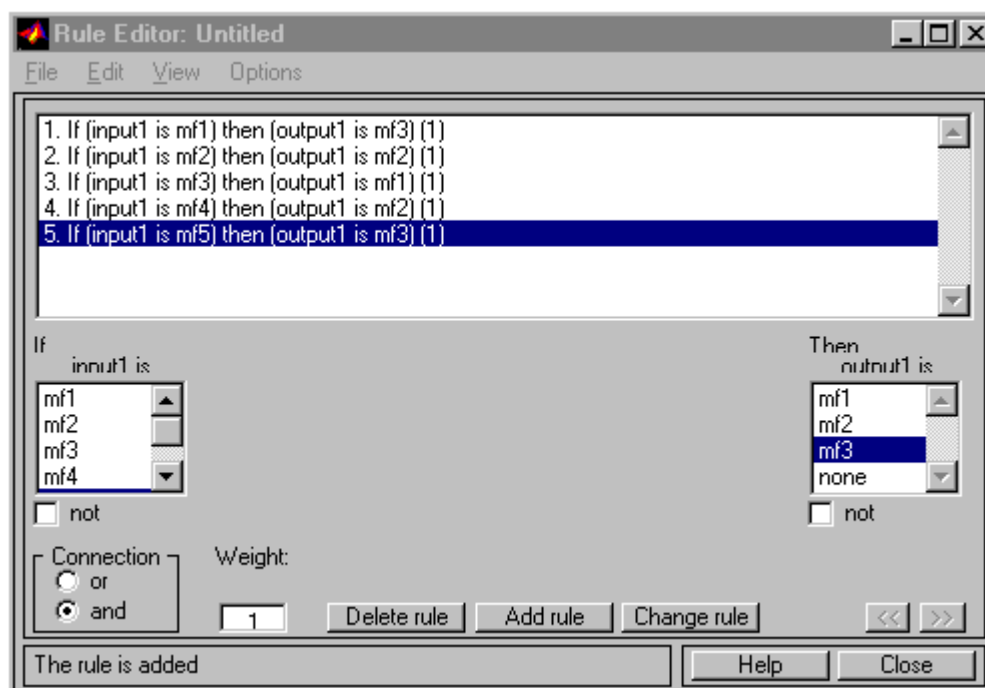 Rule Editor: Untitled
File Edit View Options
1. If (input1 is mf1) then (output1 is mf3) (1)
2. If (input1 is mf2) then (output1 is mf2) (1)
3. If (input1 is mf3) then (output1 is mf1) (1)
4. If (input1 is mf4) then (output1 is mf2) (1)
5. If (input1 is mf5) then (output1 is mf3) (1)
If
input1 is
mf1
mf2
mf3
mf4
not
Then
output1 is
mf1
mf2
mf3
none
not
Connection
or
and
Weight:
1
Delete rule
Add rule
Change rule
<<
>>
The rule is added
Help
Close